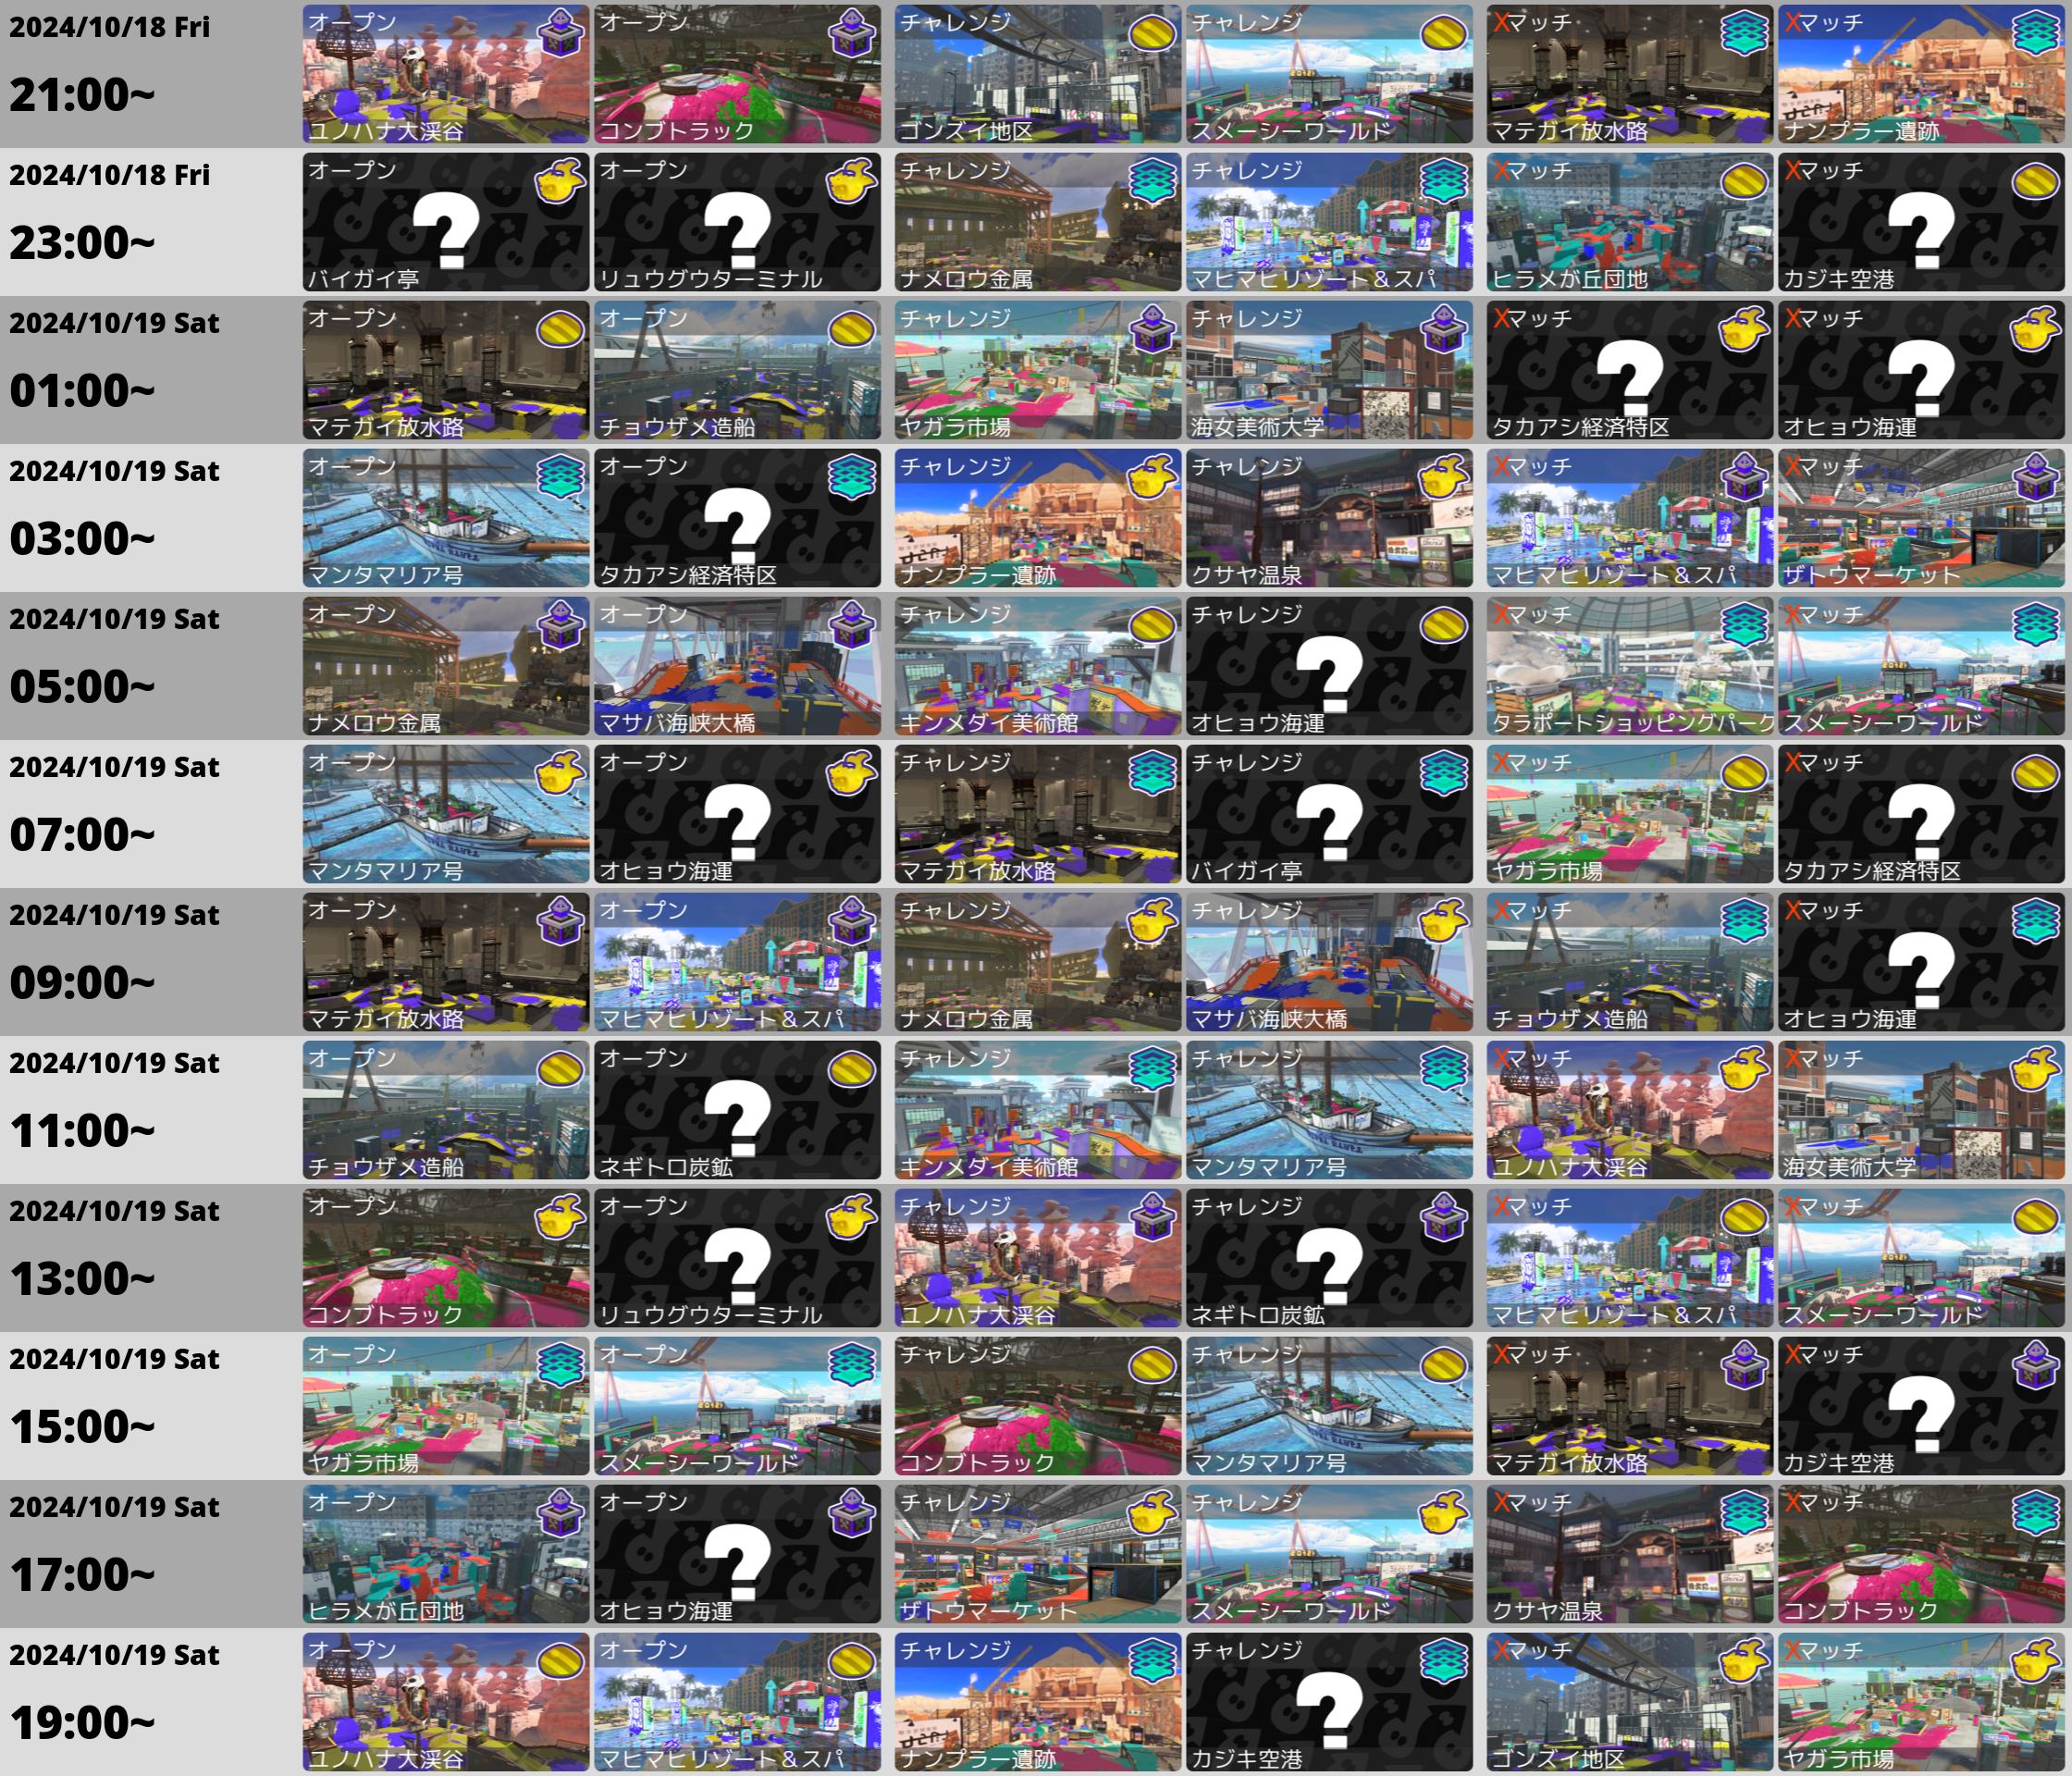 2024/10/18 Fri
21:00~
オープン
ユノハナ大渓谷
オープン
コンブトラック
チャレンジ
ゴンズイ地区
チャレンジ
スメーシーワールド
Xマッチ
マテガイ放水路
Xマッチ
ナンプラー遺跡
2024/10/18 Fri
23:00~
オープン
?
バイガイ亭
オープン
?
リュウグウターミナル
チャレンジ
ナメロウ金属
チャレンジ
マヒマヒリゾート&スパ
Xマッチ
ヒラメが丘団地
Xマッチ
?
カジキ空港
2024/10/19 Sat
01:00~
オープン
マテガイ放水路
オープン
チョウザメ造船
チャレンジ
ヤガラ市場
チャレンジ
海女美術大学
Xマッチ
?
タカアシ経済特区
Xマッチ
?
オヒョウ海運
2024/10/19 Sat
03:00~
オープン
マンタマリア号
オープン
?
タカアシ経済特区
チャレンジ
ナンプラー遺跡
チャレンジ
クサヤ温泉
Xマッチ
マヒマヒリゾート&スパ
Xマッチ
ザトウマーケット
2024/10/19 Sat
05:00~
オープン
ナメロウ金属
オープン
マサバ海峡大橋
チャレンジ
キンメダイ美術館
チャレンジ
?
オヒョウ海運
Xマッチ
タラポートショッピングパーク
Xマッチ
スメーシーワールド
2024/10/19 Sat
07:00~
オープン
マンタマリア号
オープン
?
オヒョウ海運
チャレンジ
マテガイ放水路
チャレンジ
?
バイガイ亭
Xマッチ
ヤガラ市場
Xマッチ
?
タカアシ経済特区
2024/10/19 Sat
09:00~
オープン
マテガイ放水路
オープン
マヒマヒリゾート&スパ
チャレンジ
ナメロウ金属
チャレンジ
マサバ海峡大橋
Xマッチ
チョウザメ造船
Xマッチ
?
オヒョウ海運
2024/10/19 Sat
11:00~
オープン
チョウザメ造船
オープン
?
ネギトロ炭鉱
チャレンジ
キンメダイ美術館
チャレンジ
マンタマリア号
Xマッチ
ユノハナ大渓谷
Xマッチ
海女美術大学
2024/10/19 Sat
13:00~
オープン
コンブトラック
オープン
?
リュウグウターミナル
チャレンジ
ユノハナ大渓谷
チャレンジ
?
ネギトロ炭鉱
Xマッチ
マヒマヒリゾート&スパ
Xマッチ
スメーシーワールド
2024/10/19 Sat
15:00~
オープン
ヤガラ市場
オープン
スメーシーワールド
チャレンジ
コンブトラック
チャレンジ
マンタマリア号
Xマッチ
マテガイ放水路
Xマッチ
?
カジキ空港
2024/10/19 Sat
17:00~
オープン
ヒラメが丘団地
オープン
?
オヒョウ海運
チャレンジ
ザトウマーケット
チャレンジ
スメーシーワールド
Xマッチ
クサヤ温泉
Xマッチ
コンブトラック
2024/10/19 Sat
19:00~
オープン
ユノハナ大渓谷
オープン
マヒマヒリゾート&スパ
チャレンジ
ナンプラー遺跡
チャレンジ
?
カジキ空港
Xマッチ
ゴンズイ地区
Xマッチ
ヤガラ市場